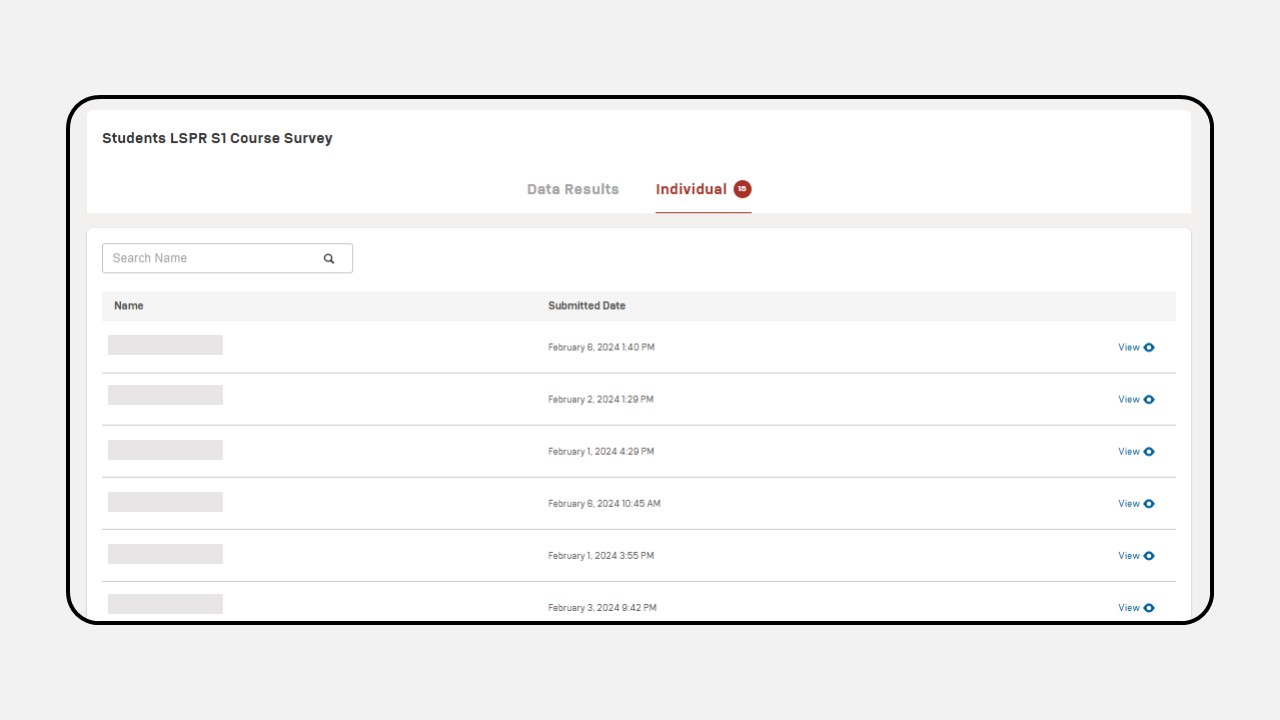 Students LSPR S1 Course Survey
Data Results Individual 15
Search Name
Name Submitted Date
February 6, 2024 1:40 PM View
February 2, 2024 1:29 PM View
February 1, 2024 4:29 PM View
February 6, 2024 10:45 AM View
February 1, 2024 3:55 PM View
February 3, 2024 9:42 PM View